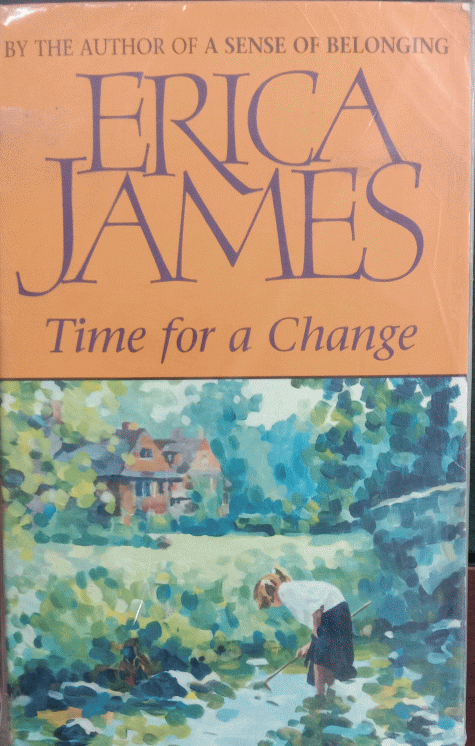 BY THE AUTHOR OF A SENSE OF BELONGING
ERICA
JAMES
Time for a Change